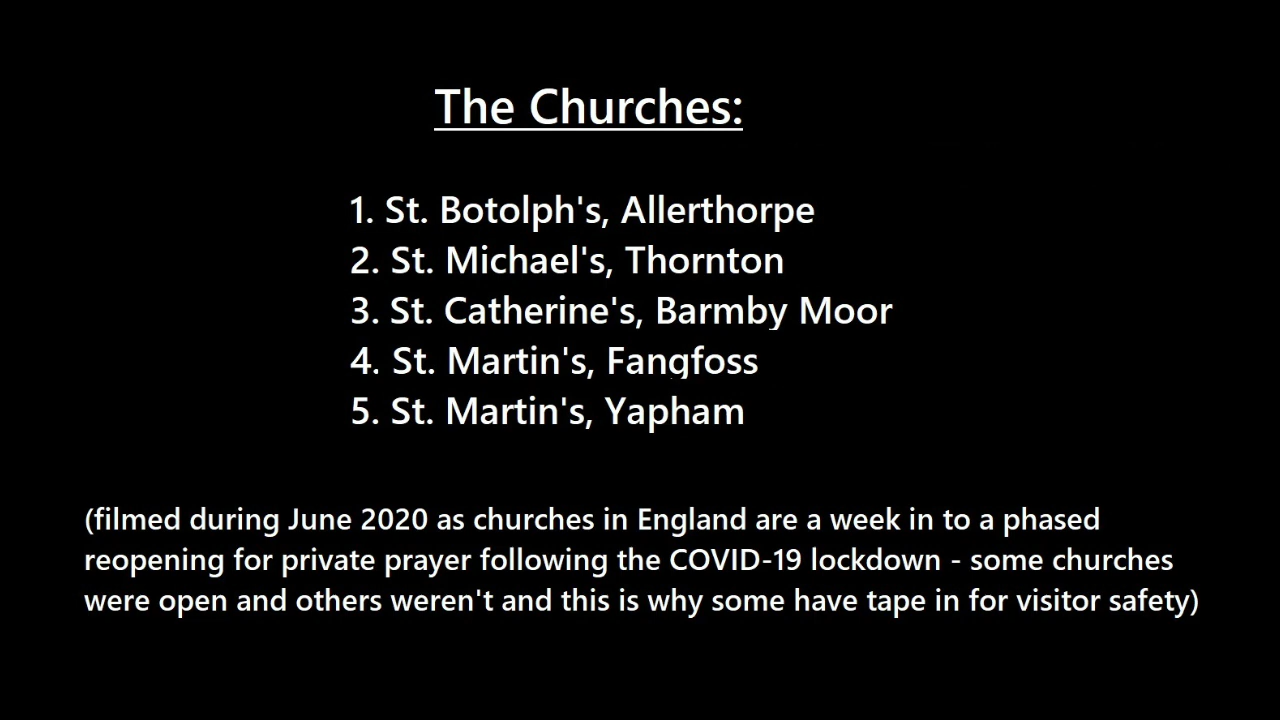 The Churches:
1. St. Botolph's, Allerthorpe
2. St. Michael's, Thornton
3. St. Catherine's, Barmby Moor
4. St. Martin's, Fangfoss
5. St. Martin's, Yapham
(filmed during June 2020 as churches in England are a week in to a phased
reopening for private prayer following the COVID-19 lockdown - some churches
were open and others weren't and this is why some have tape in for visitor safety)